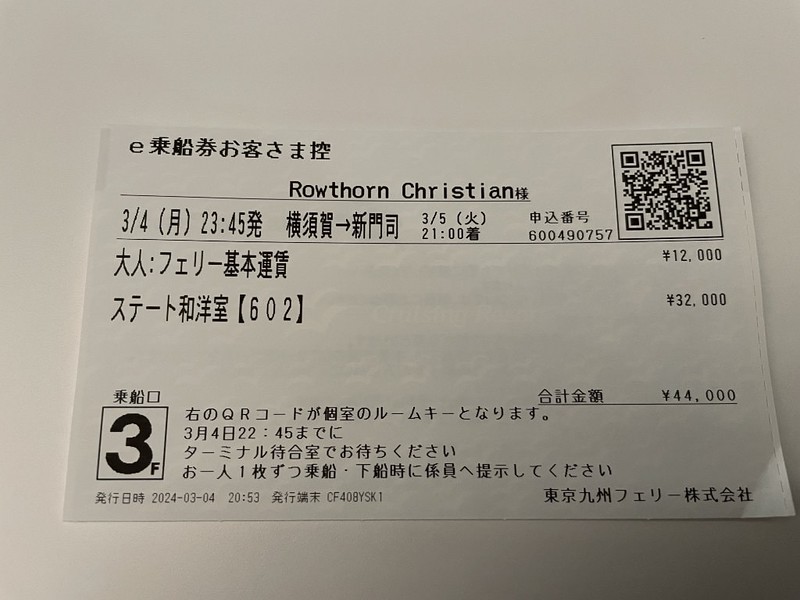 e乗船券お客さま控
Rowthorn Christian様
3/4(月)23:45発 横須賀→新門司 3/5(火) 21:00着 申込番号 600490757
大人:フェリー基本運賃 ¥12,000
ステート和洋室【602】 ¥32,000
合計金額 ¥44,000
乗船口
3F
右のQRコードが個室のルームキーとなります。
3月4日22:45までに
ターミナル待合室でお待ちください
お一人1枚ずつ乗船・下船時に係員へ提示してください
発行日時 2024-03-04 20:53 発行端末 CF408YSK1 東京九州フェリー株式会社